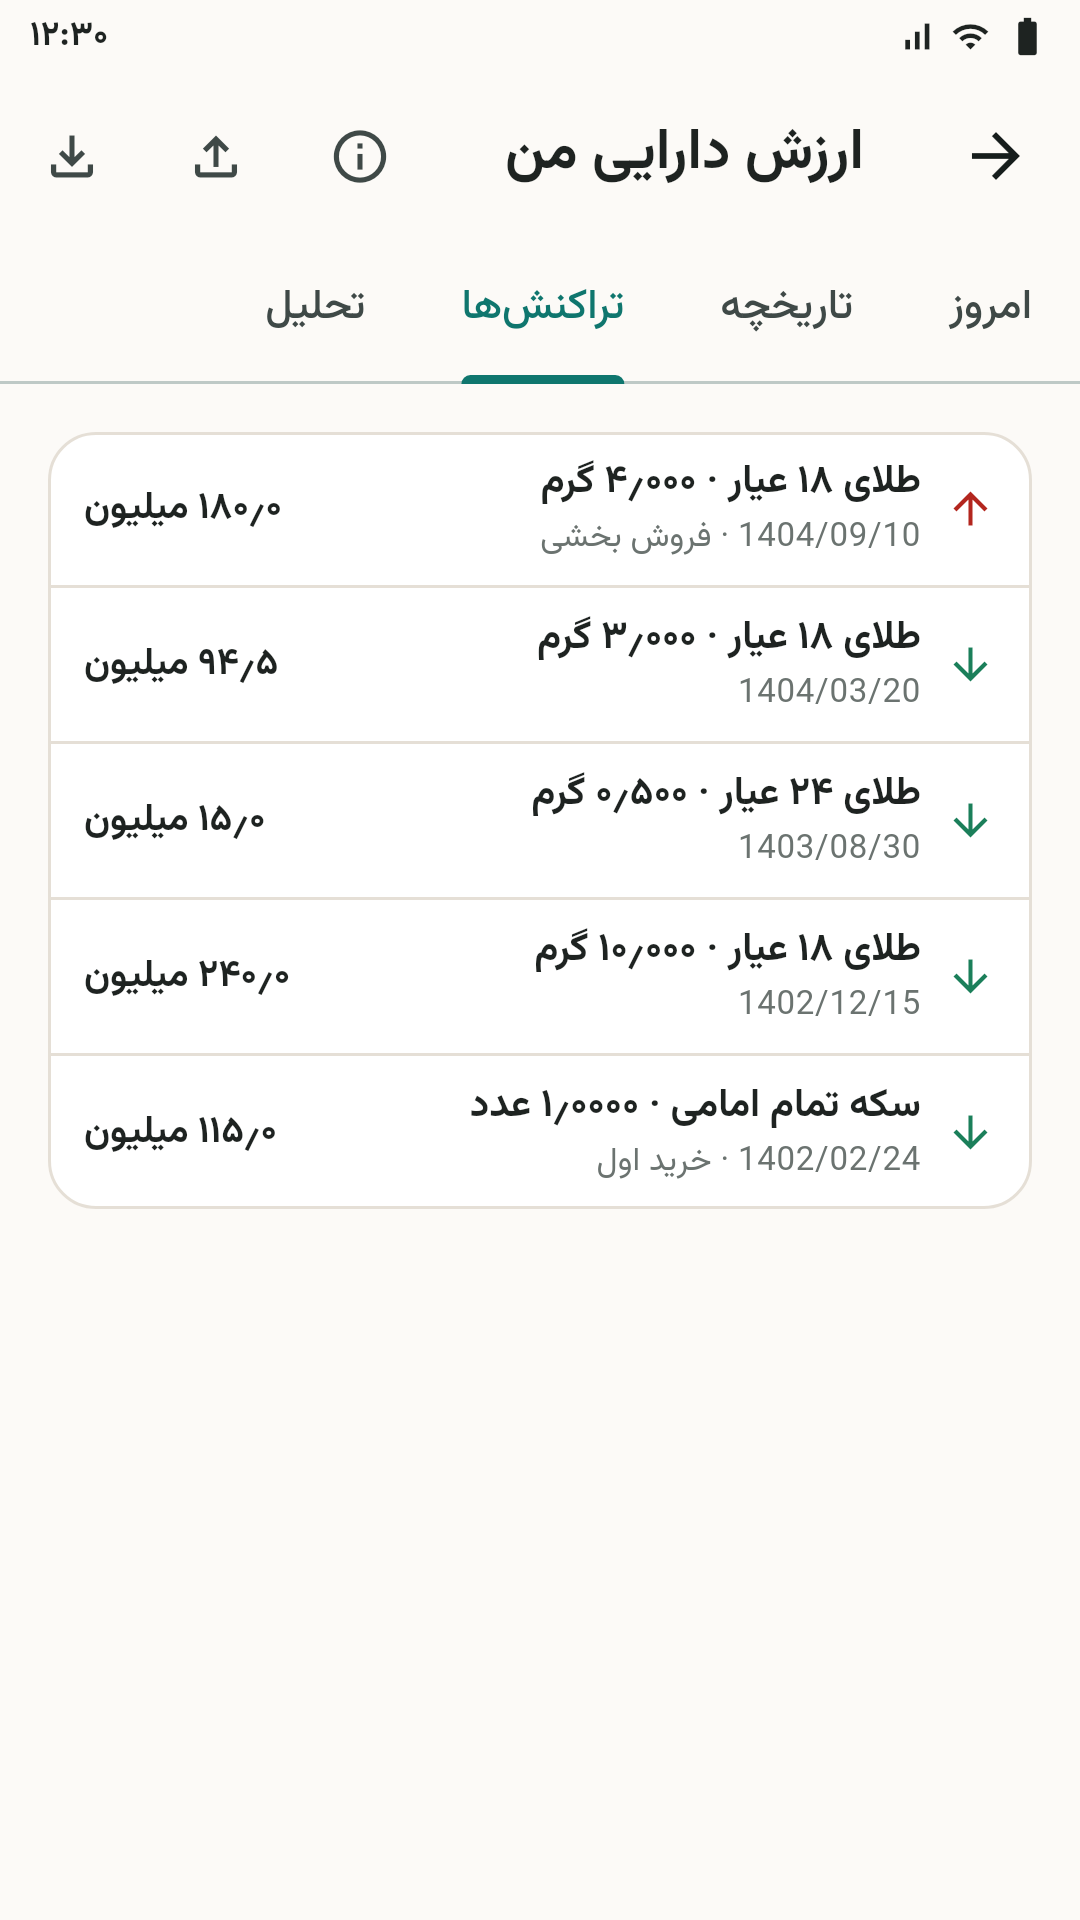 ۱۲:۳۰
ارزش دارایی من
امروز تاریخچه تراکنش‌ها تحلیل
طلای ۱۸ عیار · ۴٫۰۰۰ گرم
1404/09/10 · فروش بخشی
۱۸۰٫۰ میلیون
طلای ۱۸ عیار · ۳٫۰۰۰ گرم
1404/03/20
۹۴٫۵ میلیون
طلای ۲۴ عیار · ۰٫۵۰۰ گرم
1403/08/30
۱۵٫۰ میلیون
طلای ۱۸ عیار · ۱۰٫۰۰۰ گرم
1402/12/15
۲۴۰٫۰ میلیون
سکه تمام امامی · ۱٫۰۰۰۰ عدد
1402/02/24 · خرید اول
۱۱۵٫۰ میلیون